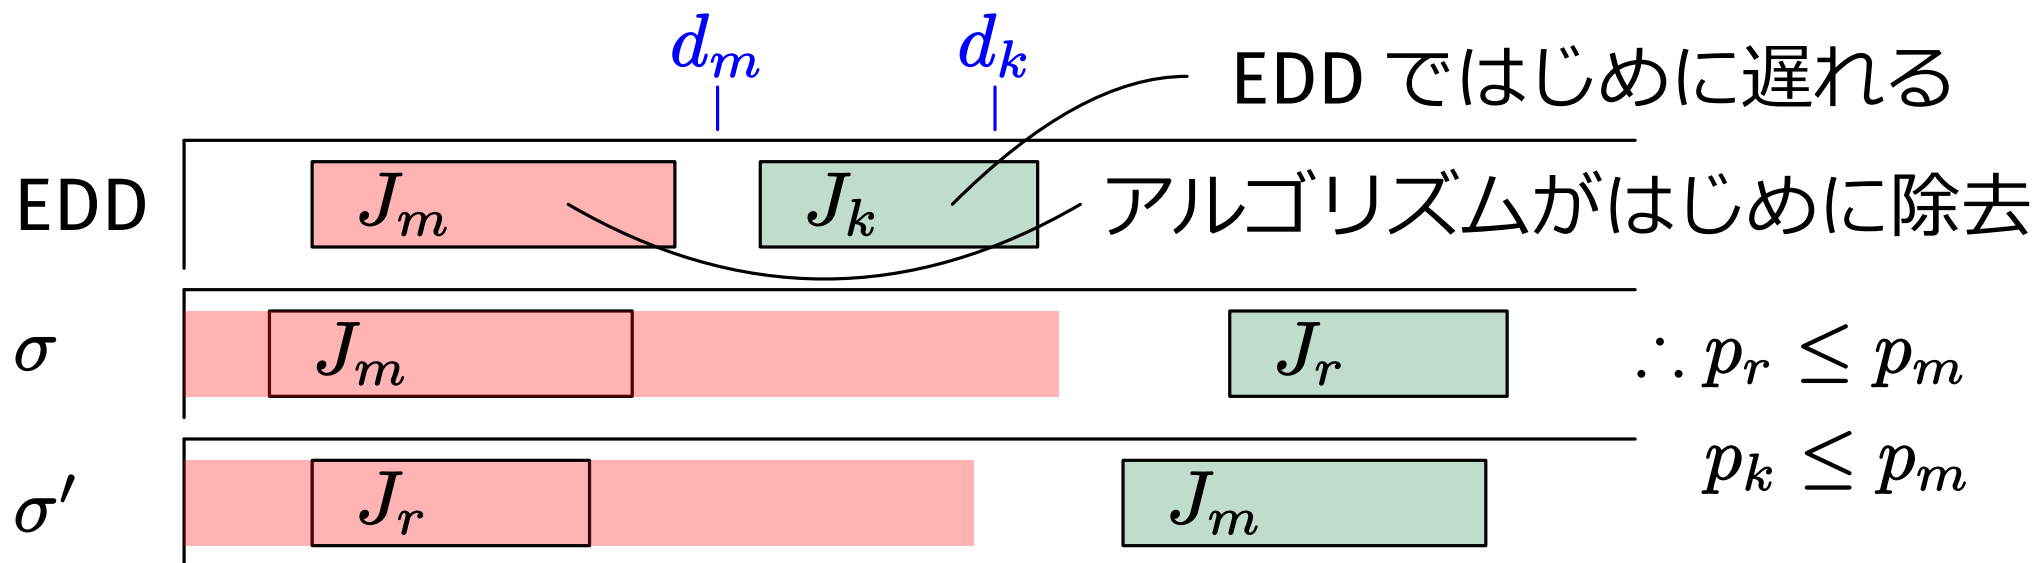 d_m d_k
EDD ではじめに遅れる
EDD J_m J_k アルゴリズムがはじめに除去
σ J_m J_r ∴ p_r ≤ p_m
p_k ≤ p_m
σ′ J_r J_m